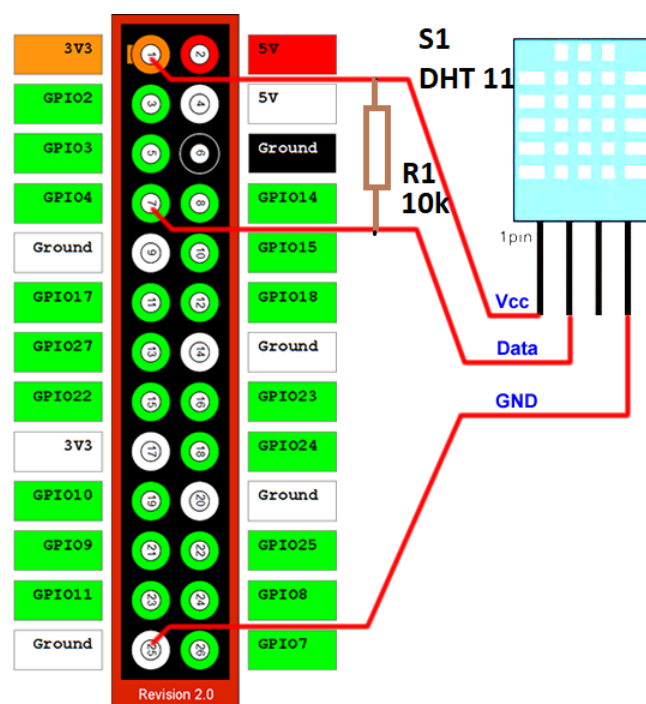 3V3 1 2 5V
GPIO2 3 4 5V
GPIO3 5 6 Ground
GPIO4 7 8 GPIO14
Ground 9 10 GPIO15
GPIO17 11 12 GPIO18
GPIO27 13 14 Ground
GPIO22 15 16 GPIO23
3V3 17 18 GPIO24
GPIO10 19 20 Ground
GPIO9 21 22 GPIO25
GPIO11 23 24 GPIO8
Ground 25 26 GPIO7
Revision 2.0
S1
DHT 11
R1
10k
1pin
Vcc
Data
GND